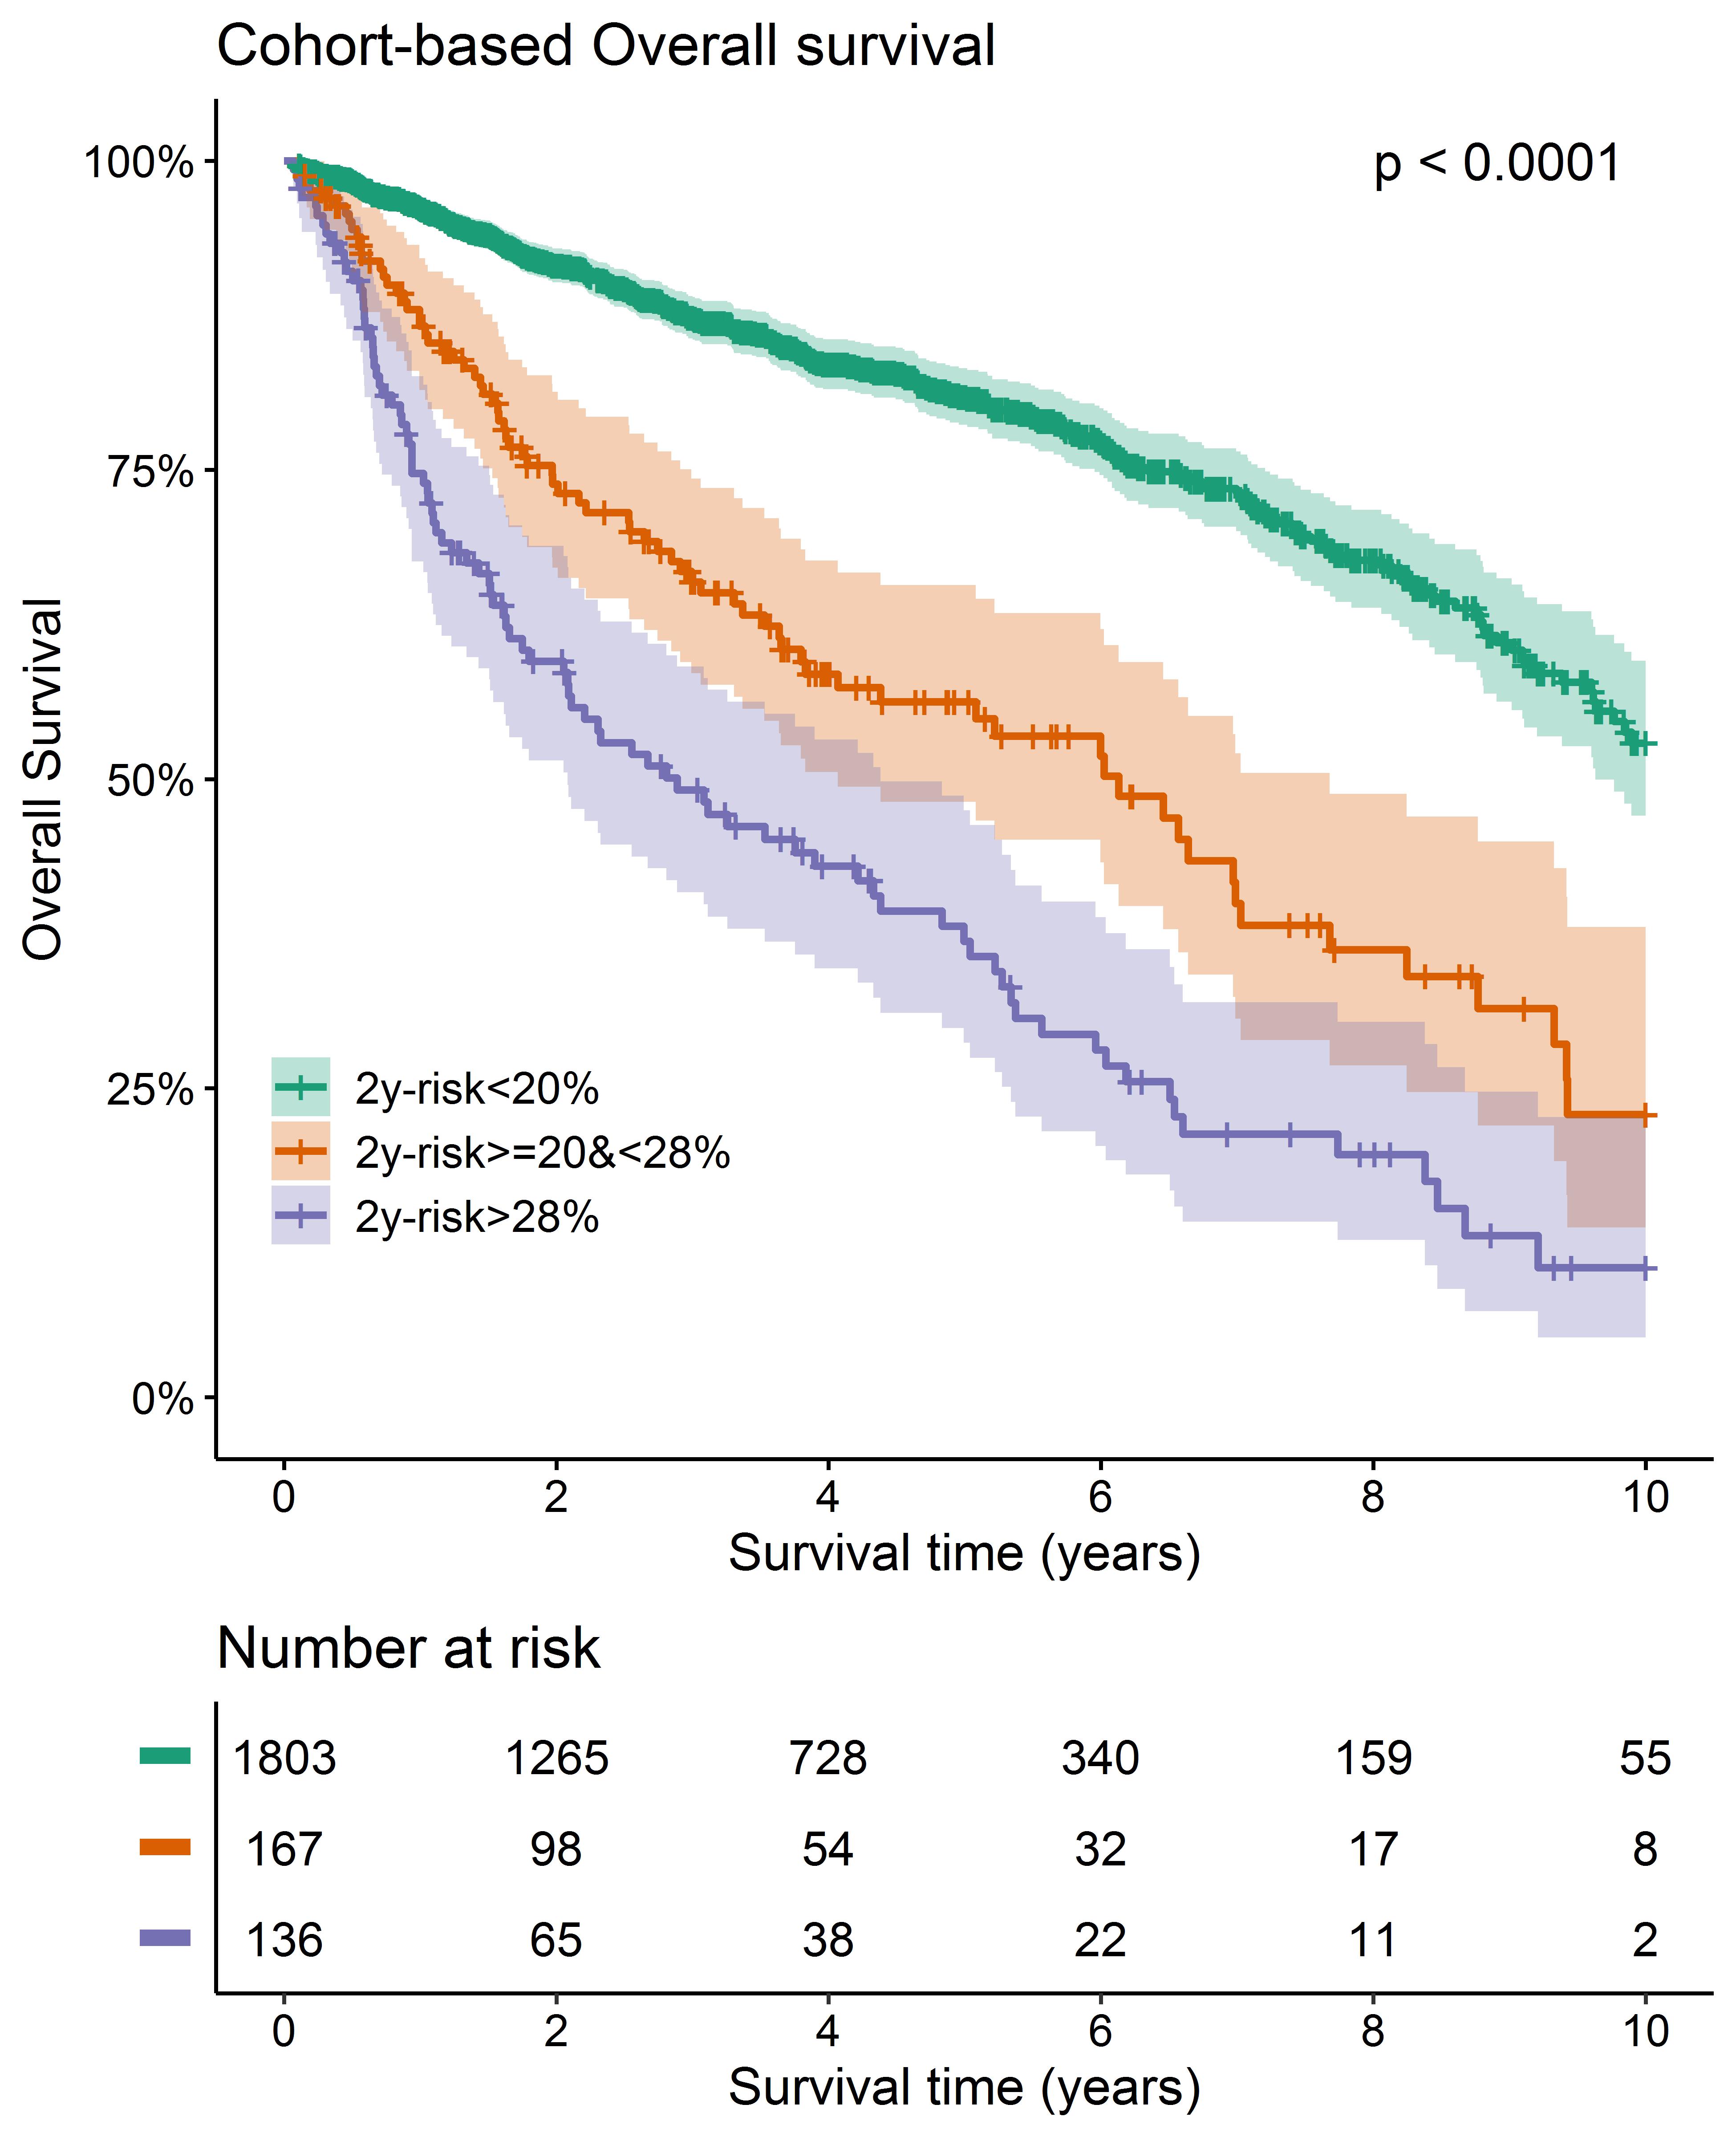 Cohort-based Overall survival
p < 0.0001
100%
75%
50%
25%
0%
Overall Survival
2y-risk<20%
2y-risk>=20&<28%
2y-risk>28%
0 2 4 6 8 10
Survival time (years)
Number at risk
1803 1265 728 340 159 55
167 98 54 32 17 8
136 65 38 22 11 2
0 2 4 6 8 10
Survival time (years)